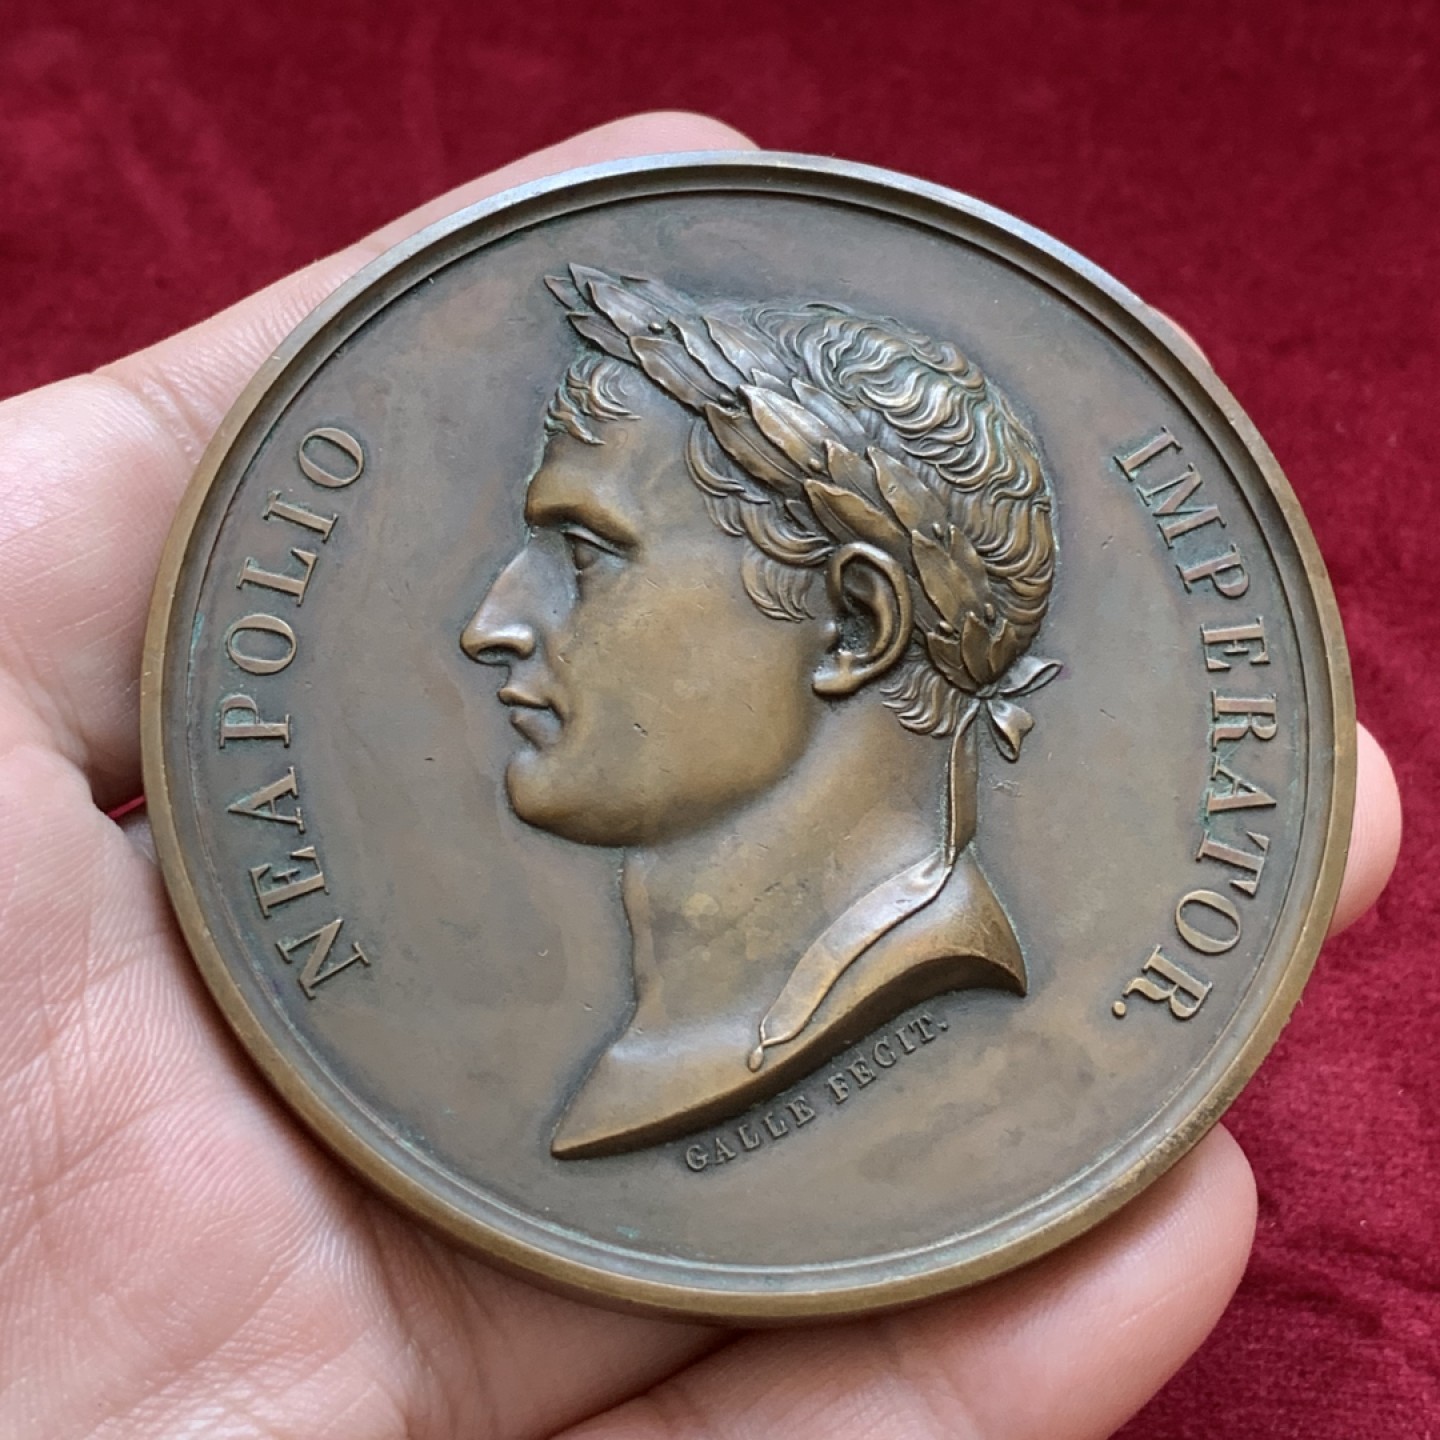 NEAPOLIO
IMPERATOR.
GALLE FECIT.